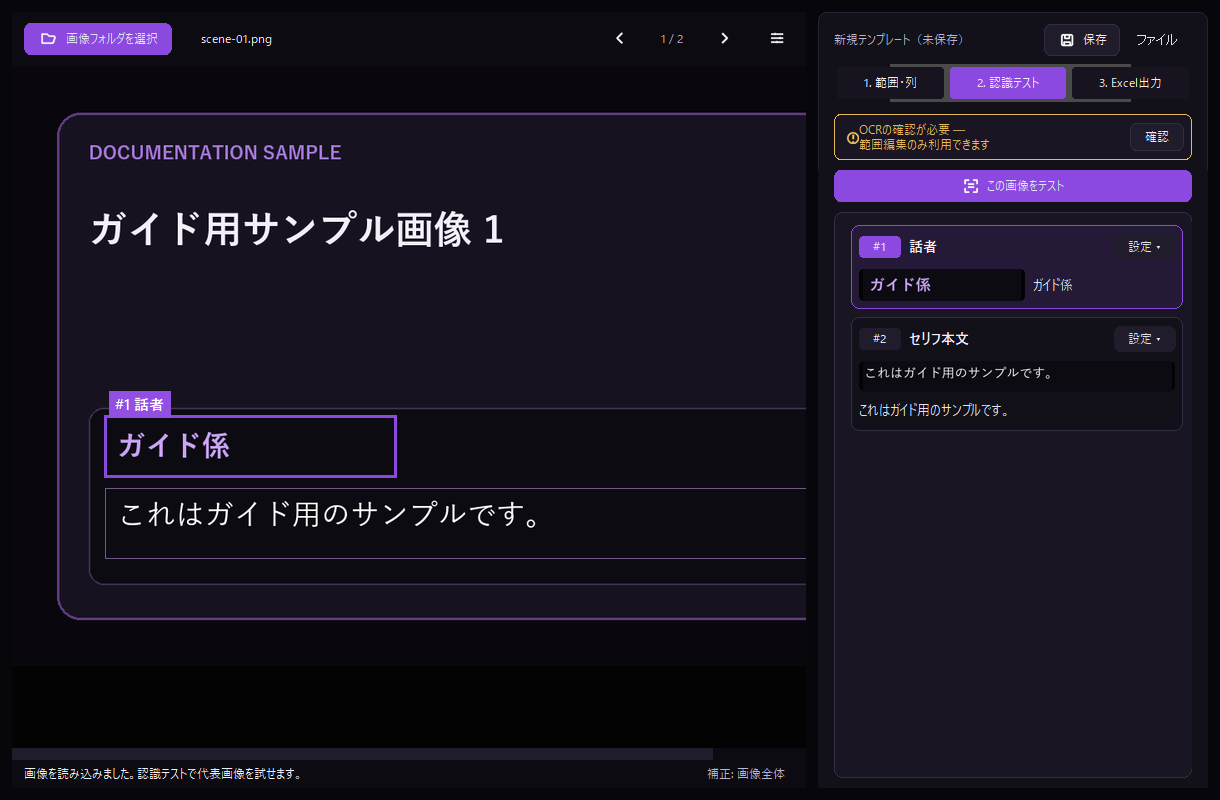 画像フォルダを選択
scene-01.png
1 / 2
DOCUMENTATION SAMPLE
ガイド用サンプル画像 1
#1 話者
ガイド係
これはガイド用のサンプルです。
画像を読み込みました。認識テストで代表画像を試せます。
補正: 画像全体
新規テンプレート（未保存）
保存
ファイル
1. 範囲・列
2. 認識テスト
3. Excel出力
OCRの確認が必要 —
範囲編集のみ利用できます
確認
この画像をテスト
#1
話者
設定
ガイド係
ガイド係
#2
セリフ本文
設定
これはガイド用のサンプルです。
これはガイド用のサンプルです。